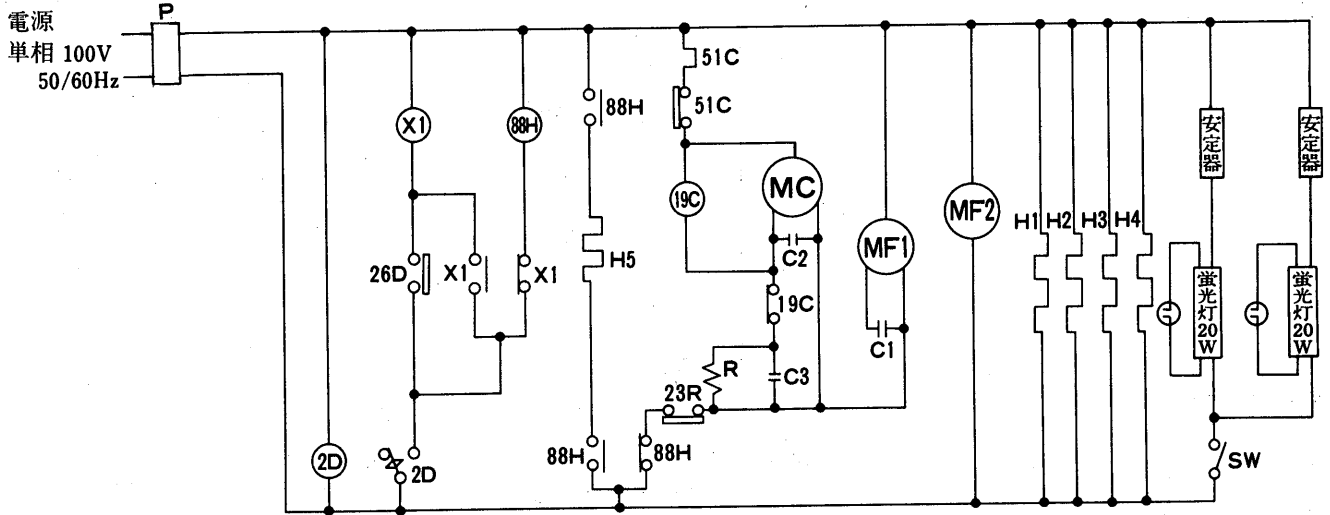 電源
単相 100V
50/60Hz
P
X1
88H
88H
51C
51C
MC
19C
C2
19C
26D
X1
X1
H5
MF1
MF2
H1
H2
H3
H4
安定器
安定器
蛍光灯20W
蛍光灯20W
C1
R
C3
23R
2D
2D
88H
88H
SW